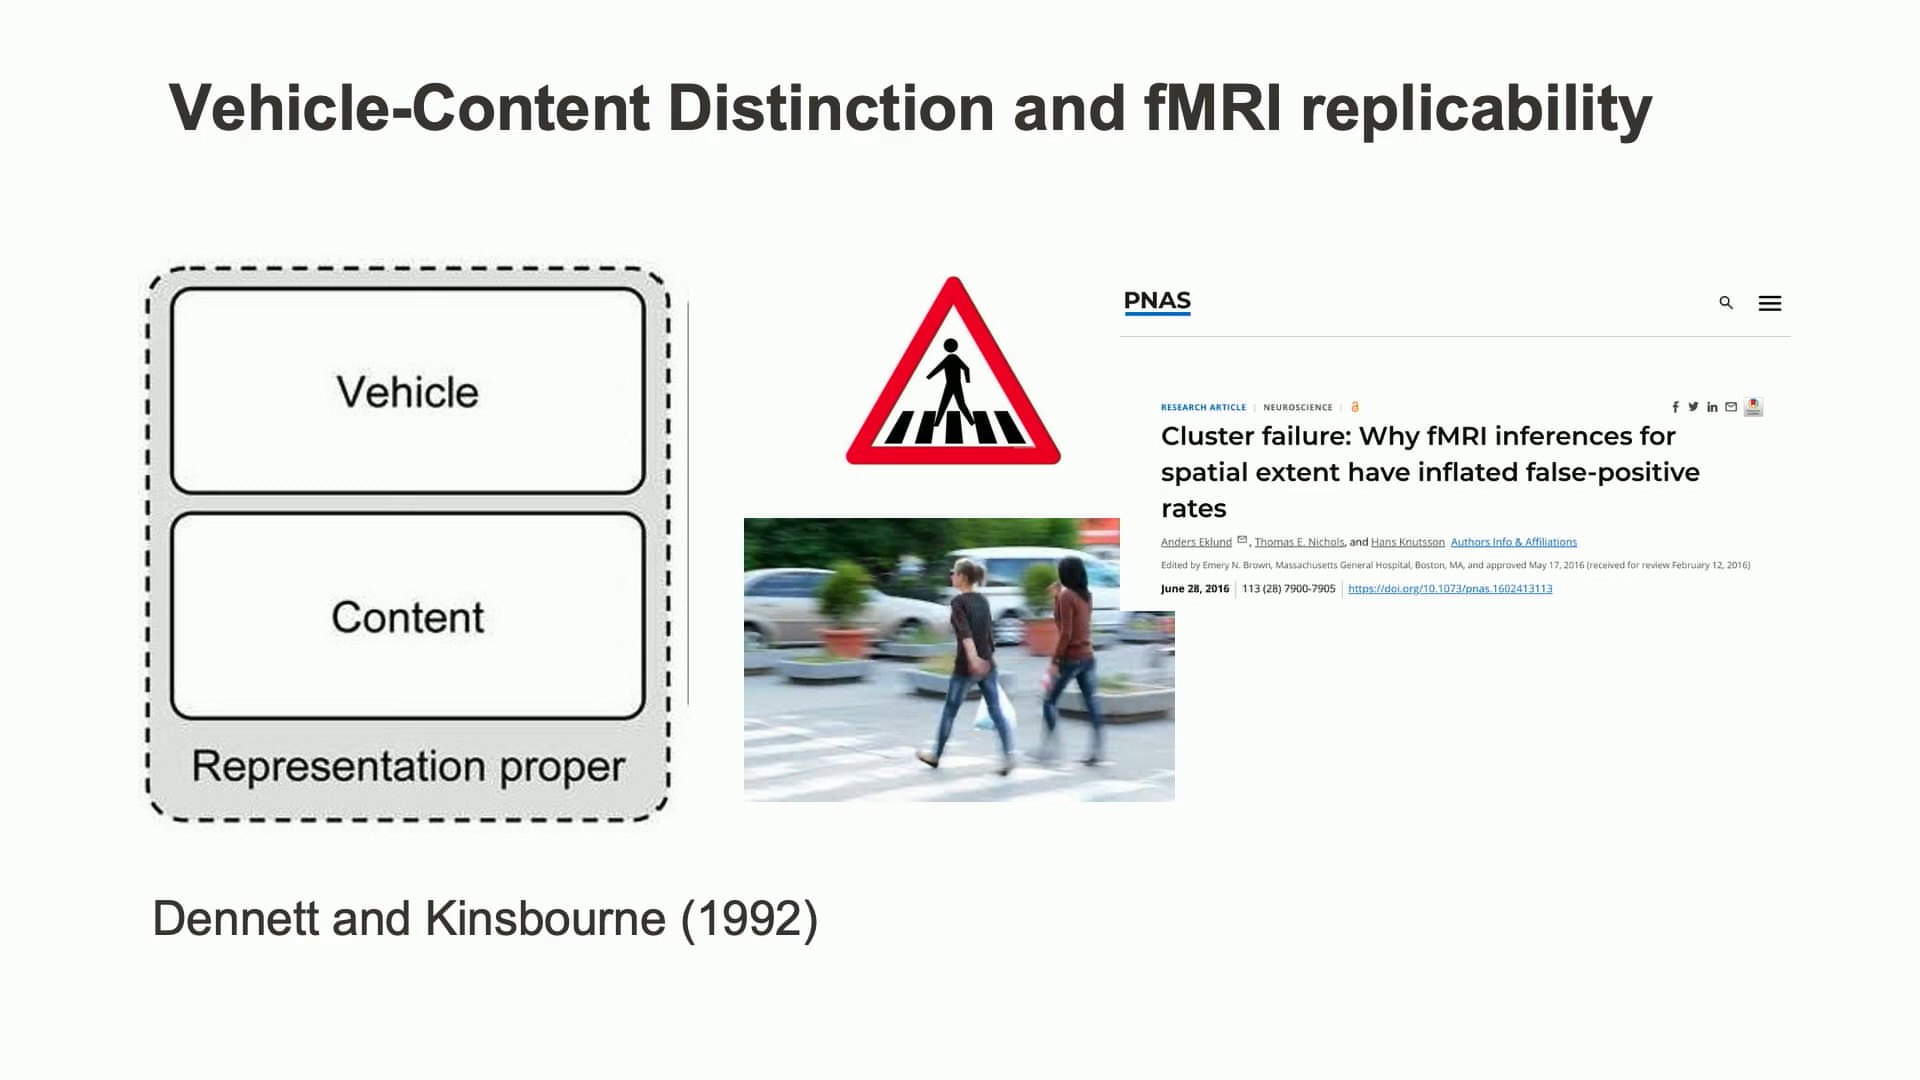 Vehicle-Content Distinction and fMRI replicability
Vehicle
Content
Representation proper
Dennett and Kinsbourne (1992)
PNAS
RESEARCH ARTICLE | NEUROSCIENCE |
Cluster failure: Why fMRI inferences for
spatial extent have inflated false-positive
rates
Anders Eklund, Thomas E. Nichols, and Hans Knutsson Authors Info & Affiliations
Edited by Emery N. Brown, Massachusetts General Hospital, Boston, MA, and approved May 17, 2016 (received for review February 12, 2016)
June 28, 2016 | 113 (28) 7900-7905 | https://doi.org/10.1073/pnas.1602413113